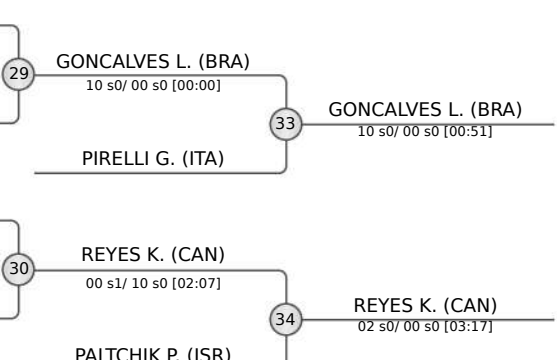 GONCALVES L. (BRA)
29
10 s0/ 00 s0 [00:00]
GONCALVES L. (BRA)
33
10 s0/ 00 s0 [00:51]
PIRELLI G. (ITA)
REYES K. (CAN)
30
00 s1/ 10 s0 [02:07]
REYES K. (CAN)
34
02 s0/ 00 s0 [03:17]
PALTCHIK P. (ISR)